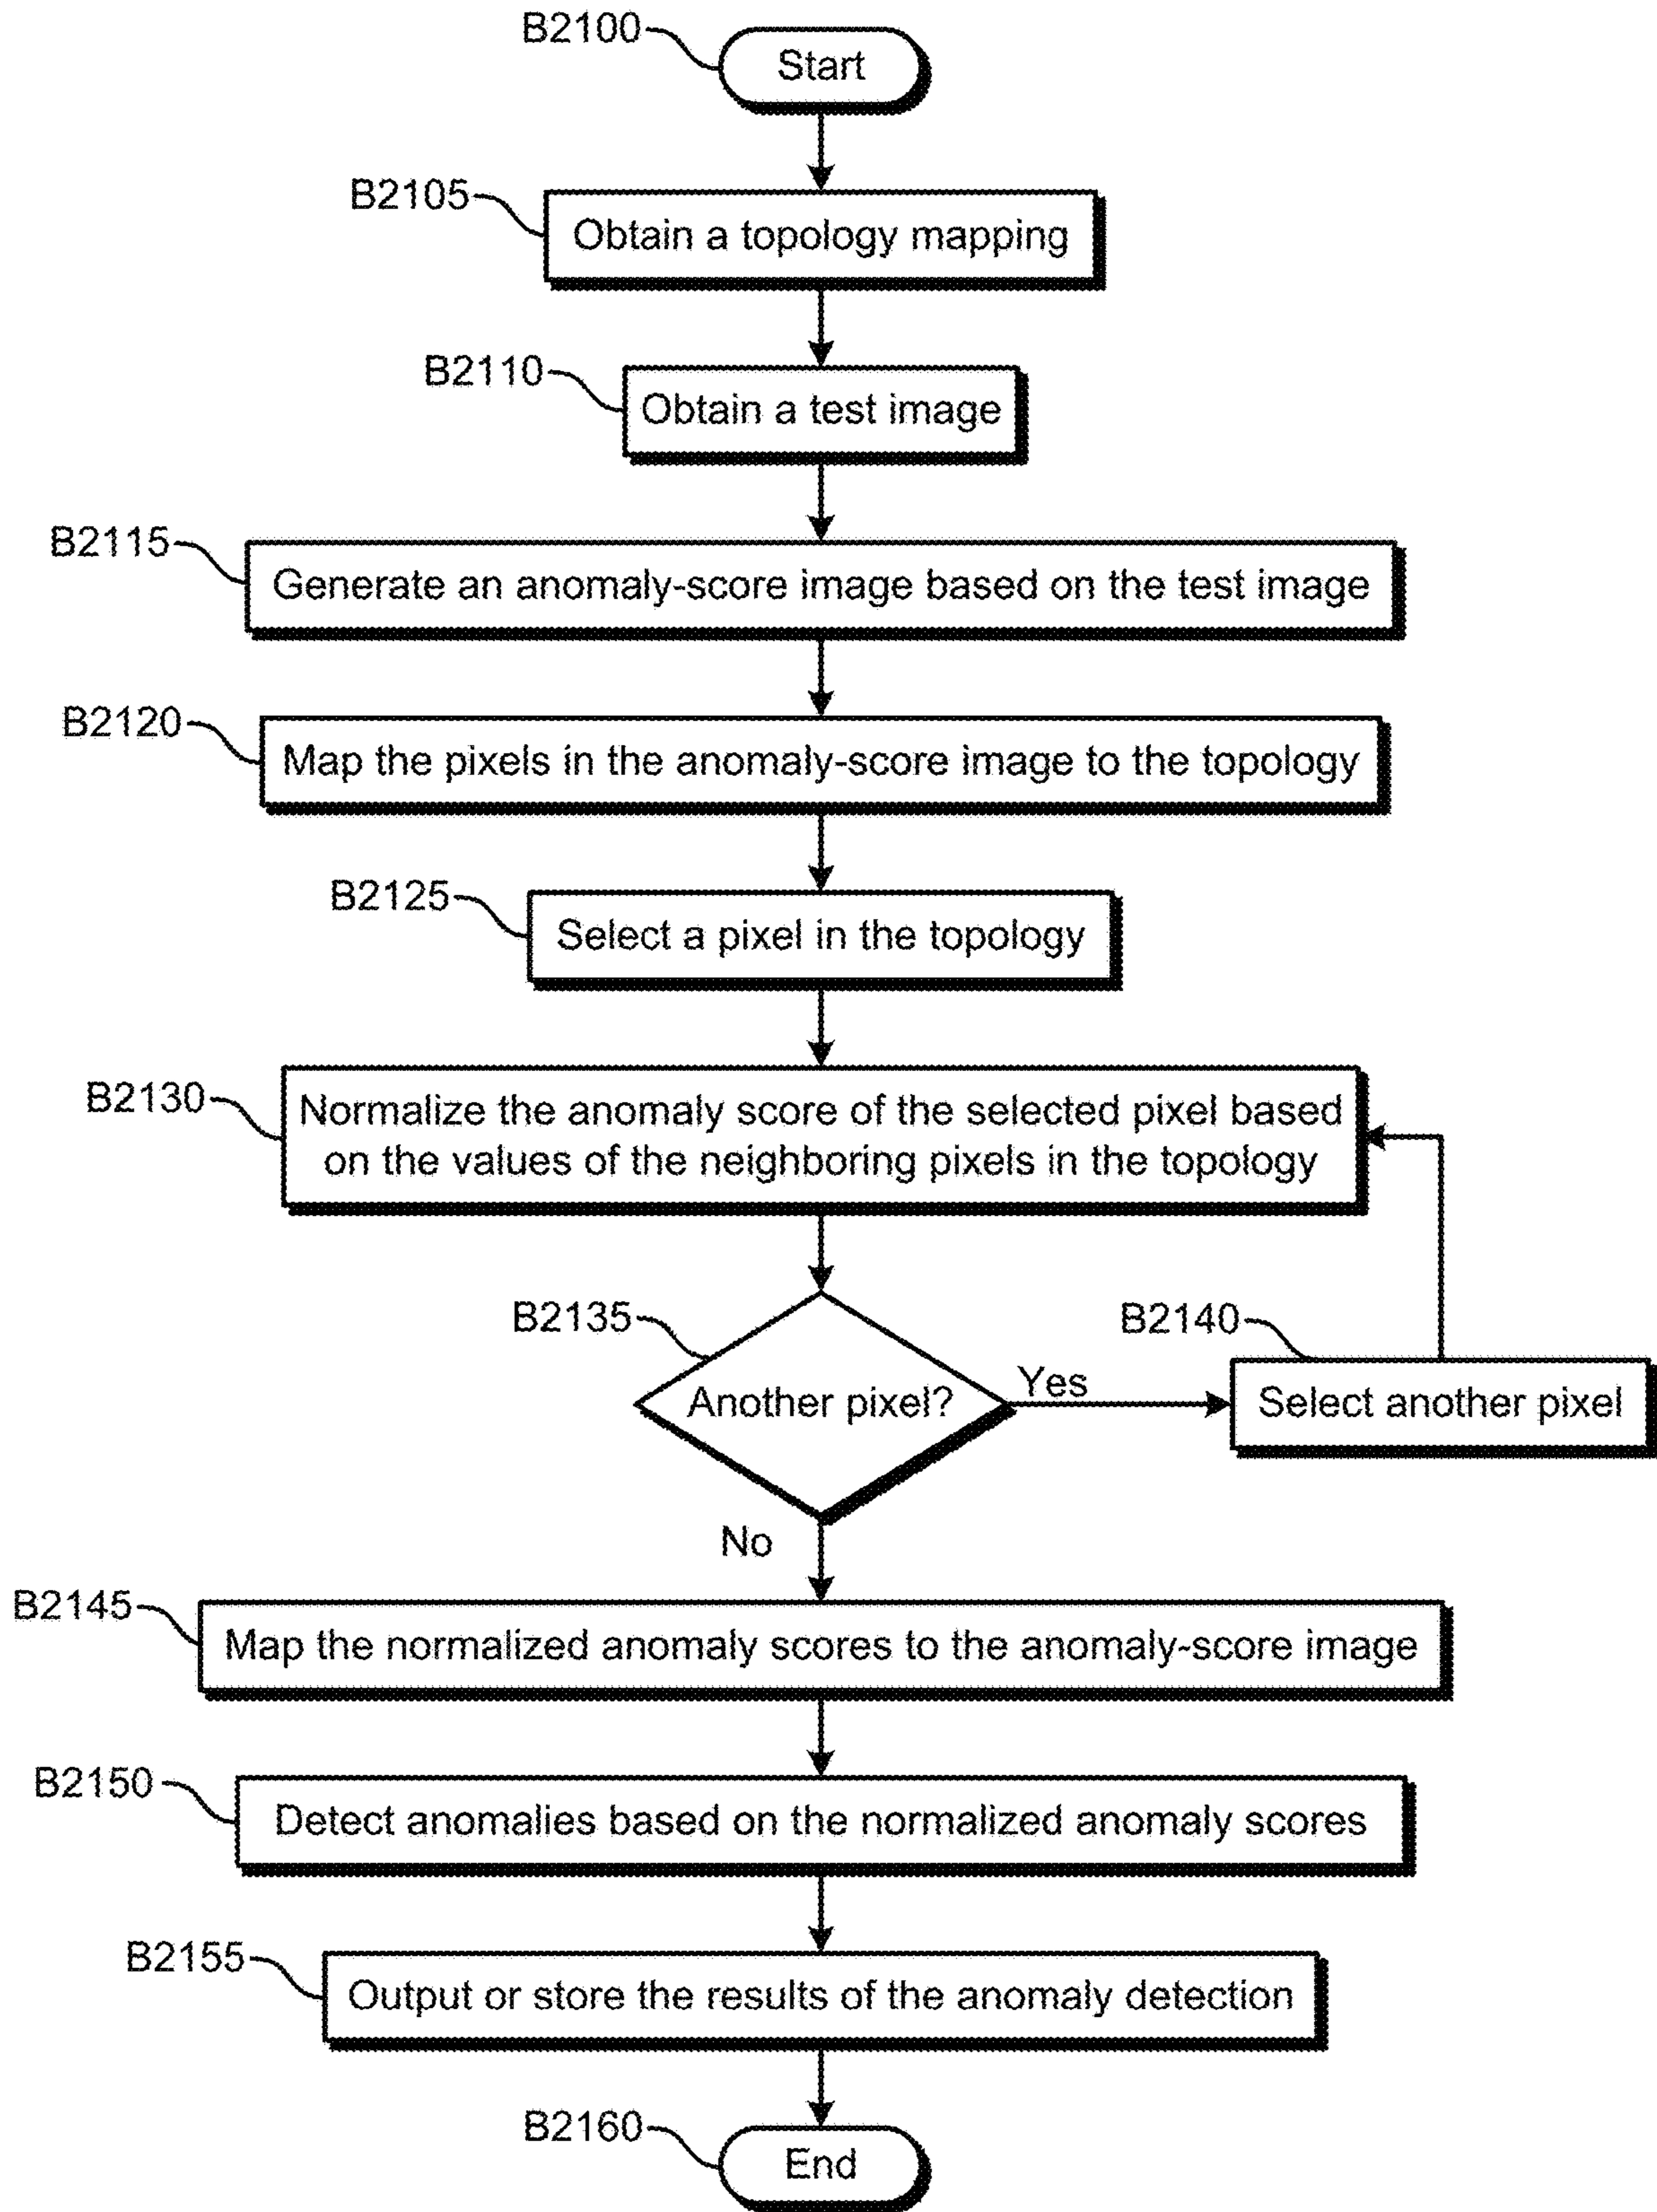 B2100
Start
B2105
Obtain a topology mapping
B2110
Obtain a test image
B2115
Generate an anomaly-score image based on the test image
B2120
Map the pixels in the anomaly-score image to the topology
B2125
Select a pixel in the topology
B2130
Normalize the anomaly score of the selected pixel based
on the values of the neighboring pixels in the topology
B2135
Another pixel?
Yes
B2140
Select another pixel
No
B2145
Map the normalized anomaly scores to the anomaly-score image
B2150
Detect anomalies based on the normalized anomaly scores
B2155
Output or store the results of the anomaly detection
B2160
End